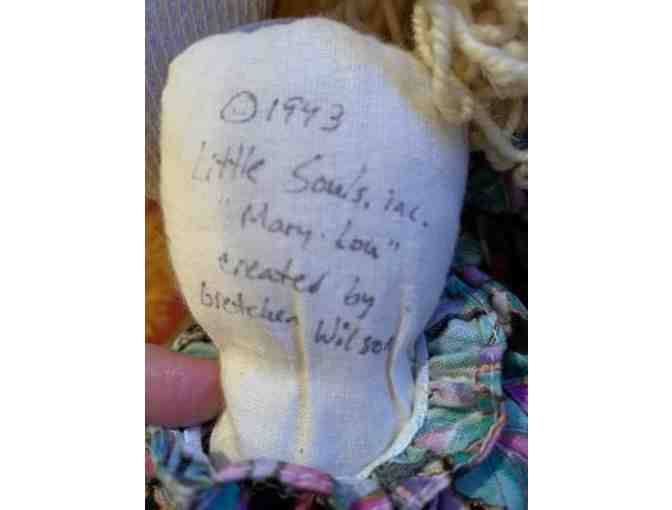 ©1993
Little Souls, inc.
"Mary-Lou"
created by
Gretchen Wilson